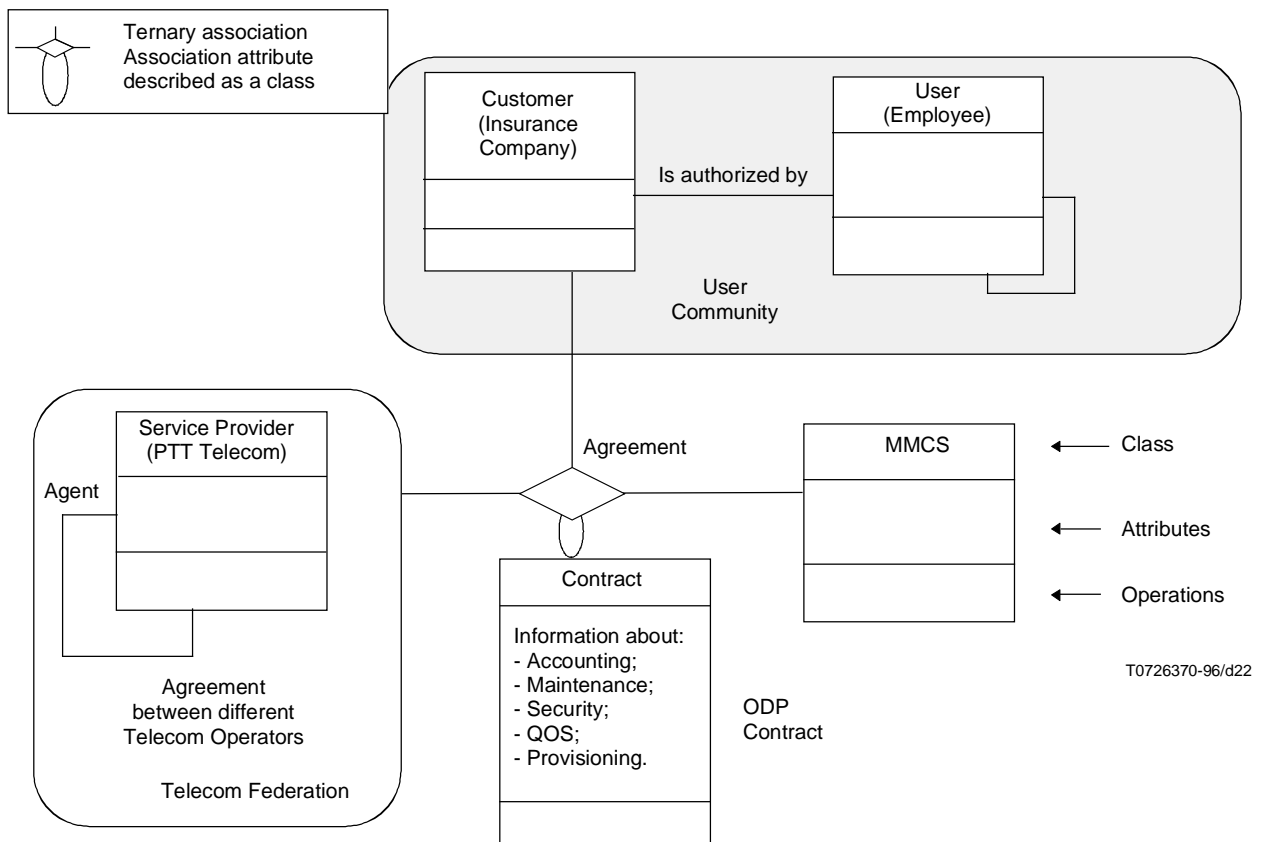 Ternary association
Association attribute
described as a class
Customer
(Insurance
Company)
User
(Employee)
Is authorized by
User
Community
Service Provider
(PTT Telecom)
Agent
Agreement
between different
Telecom Operators
Telecom Federation
Agreement
MMCS
Class
Attributes
Operations
Contract
Information about:
- Accounting;
- Maintenance;
- Security;
- QOS;
- Provisioning.
ODP
Contract
T0726370-96/d22